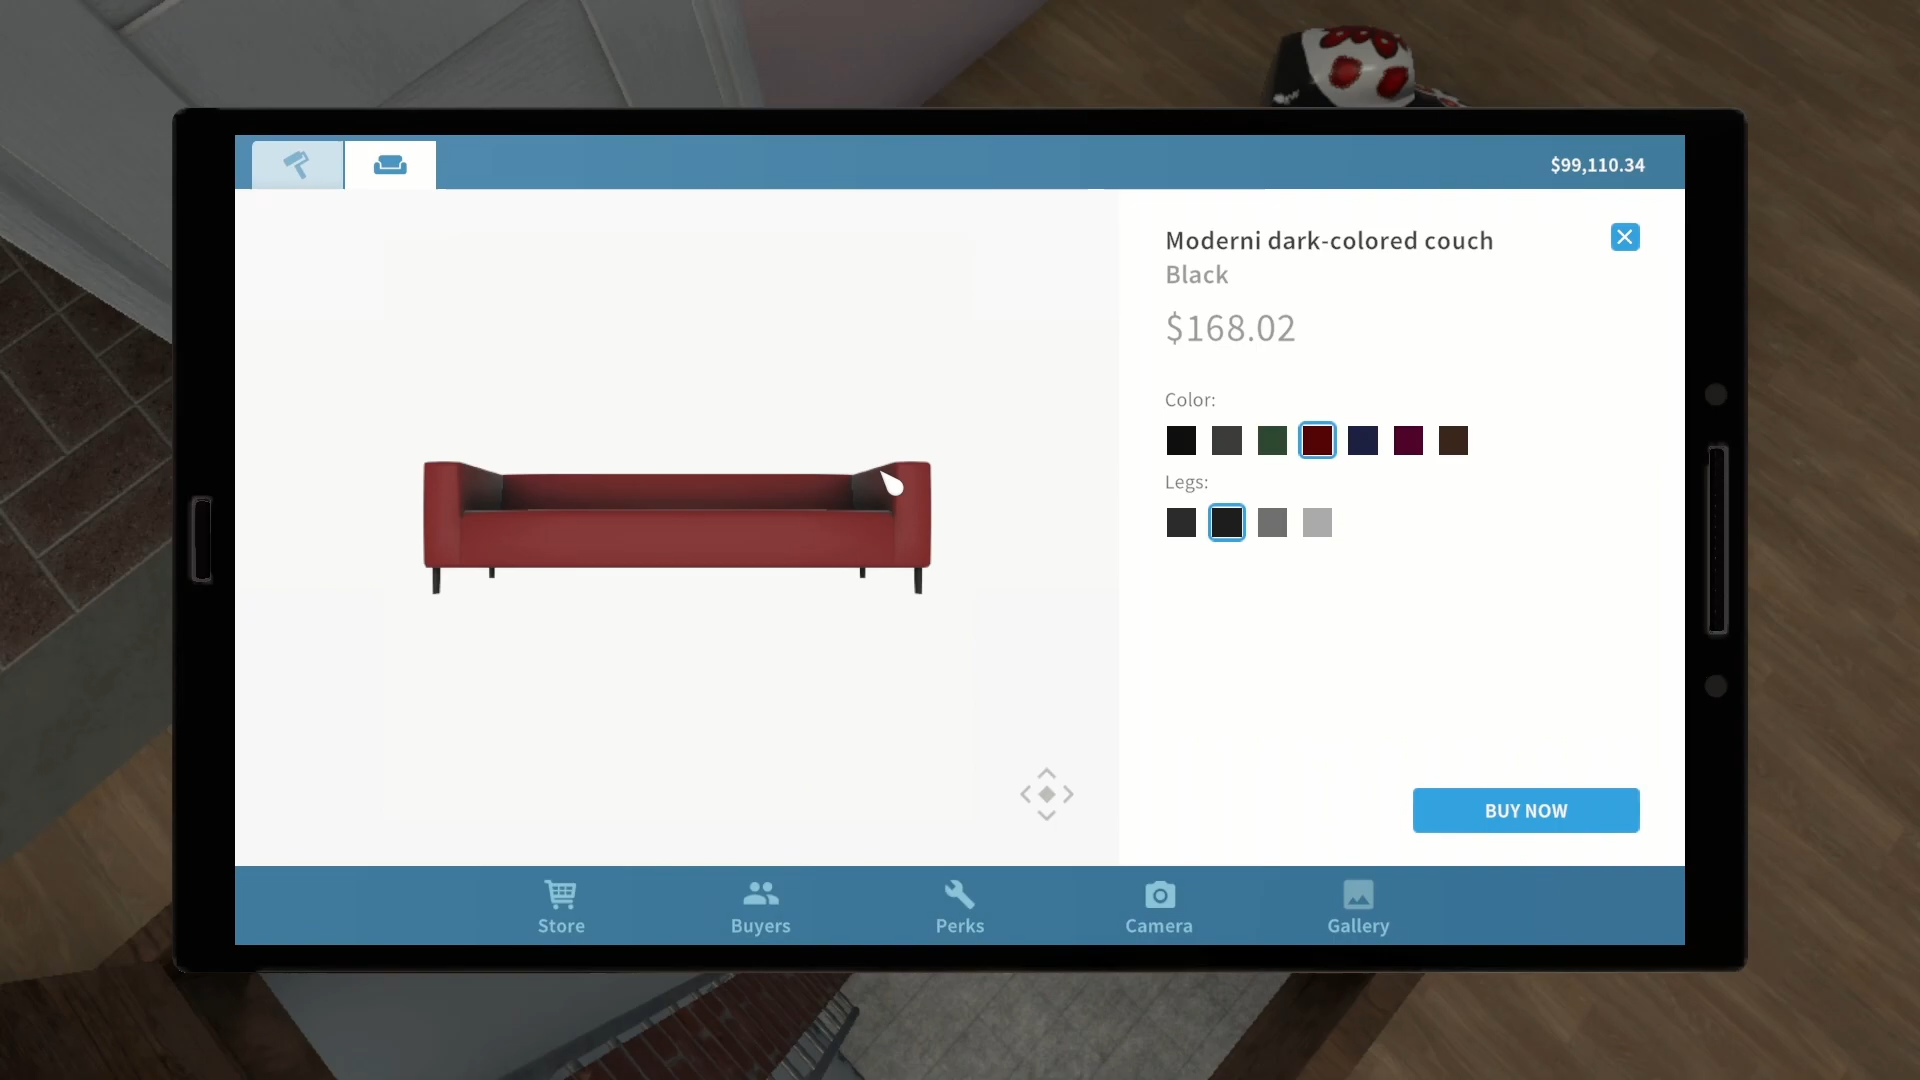 $99,110.34
Moderni dark-colored couch
Black
$168.02
Color:
Legs:
BUY NOW
Store
Buyers
Perks
Camera
Gallery